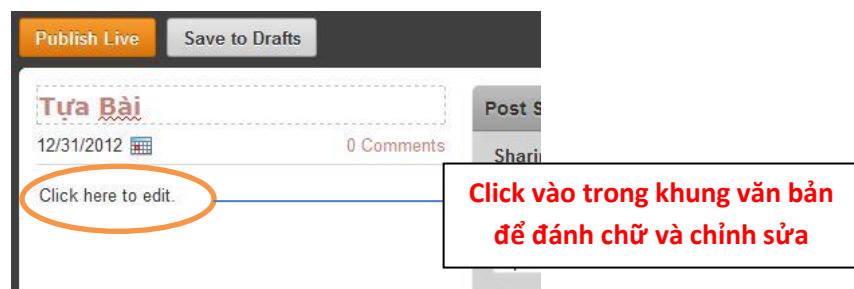 Publish Live Save to Drafts
Tựa Bài
Post S
12/31/2012 0 Comments
Sharin
Click here to edit.
Click vào trong khung văn bản
để đánh chữ và chỉnh sửa